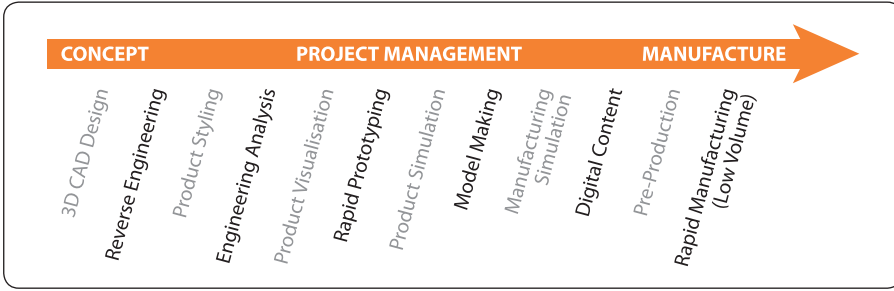 CONCEPT PROJECT MANAGEMENT MANUFACTURE
3D CAD Design
Reverse Engineering
Product Styling
Engineering Analysis
Product Visualisation
Rapid Prototyping
Product Simulation
Model Making
Manufacturing
Simulation
Digital Content
Pre-Production
Rapid Manufacturing
(Low Volume)